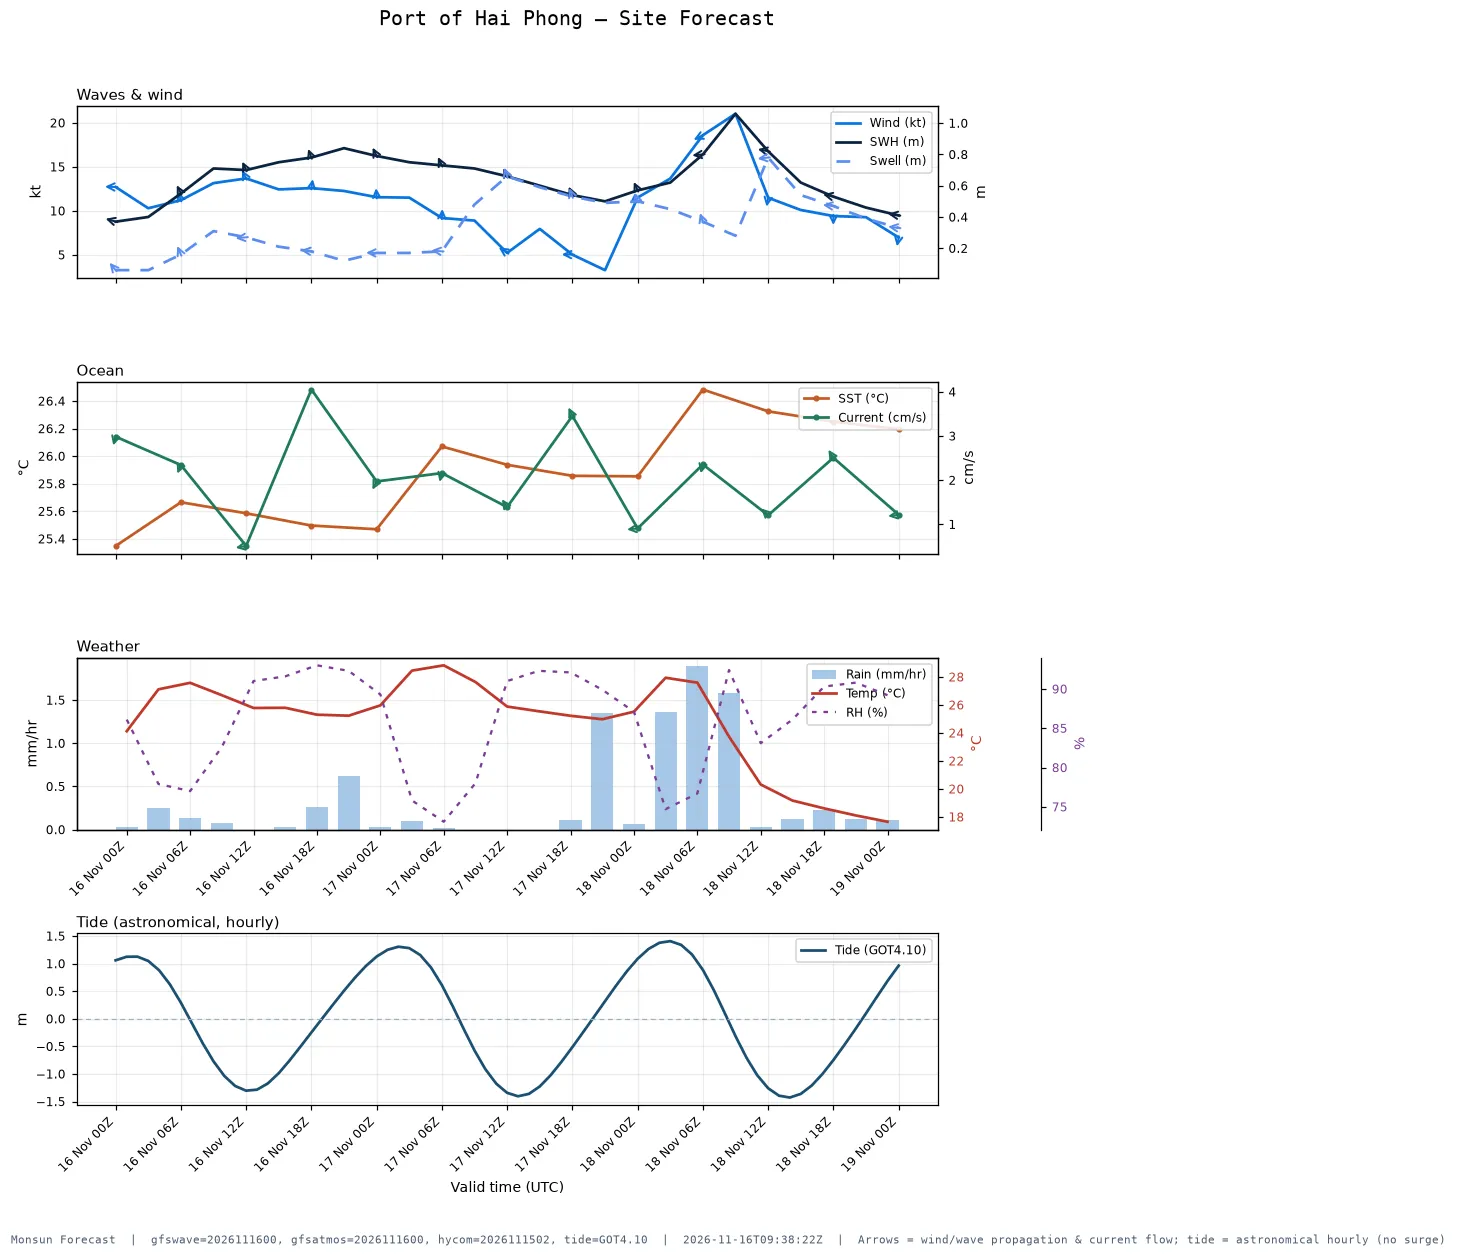 Port of Hai Phong — Site Forecast
Waves & wind
20
15
10
5
kt
1.0
0.8
0.6
0.4
0.2
m
Wind (kt)
SWH (m)
Swell (m)
Ocean
26.4
26.2
26.0
25.8
25.6
25.4
°C
4
3
2
1
cm/s
SST (°C)
Current (cm/s)
Weather
1.5
1.0
0.5
0.0
mm/hr
28
26
24
22
20
18
°C
90
85
80
75
%
Rain (mm/hr)
Temp (°C)
RH (%)
16 Nov 00Z
16 Nov 06Z
16 Nov 12Z
16 Nov 18Z
17 Nov 00Z
17 Nov 06Z
17 Nov 12Z
17 Nov 18Z
18 Nov 00Z
18 Nov 06Z
18 Nov 12Z
18 Nov 18Z
19 Nov 00Z
Tide (astronomical, hourly)
1.5
1.0
0.5
0.0
−0.5
−1.0
−1.5
m
Tide (GOT4.10)
16 Nov 00Z
16 Nov 06Z
16 Nov 12Z
16 Nov 18Z
17 Nov 00Z
17 Nov 06Z
17 Nov 12Z
17 Nov 18Z
18 Nov 00Z
18 Nov 06Z
18 Nov 12Z
18 Nov 18Z
19 Nov 00Z
Valid time (UTC)
Monsun Forecast | gfswave=2026111600, gfsatmos=2026111600, hycom=2026111502, tide=GOT4.10 | 2026-11-16T09:38:22Z | Arrows = wind/wave propagation & current flow; tide = astronomical hourly (no surge)